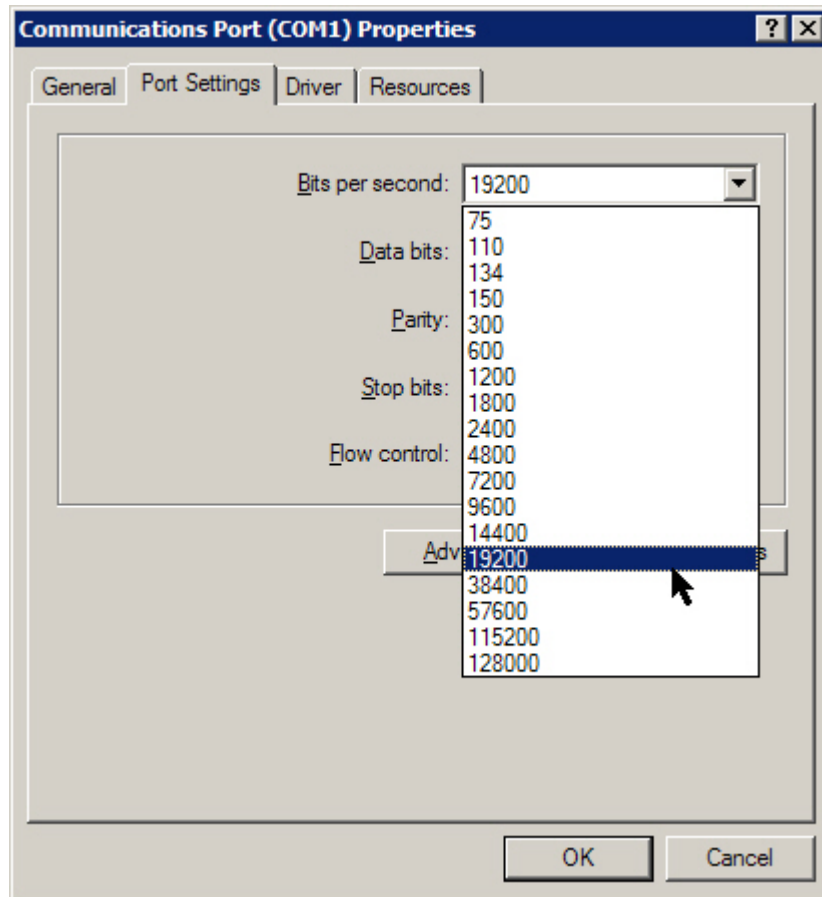 Communications Port (COM1) Properties
General Port Settings Driver Resources
Bits per second: 19200
75
Data bits: 110
134
150
Parity: 300
600
1200
Stop bits: 1800
2400
Flow control: 4800
7200
9600
14400
19200
38400
57600
115200
128000
OK Cancel